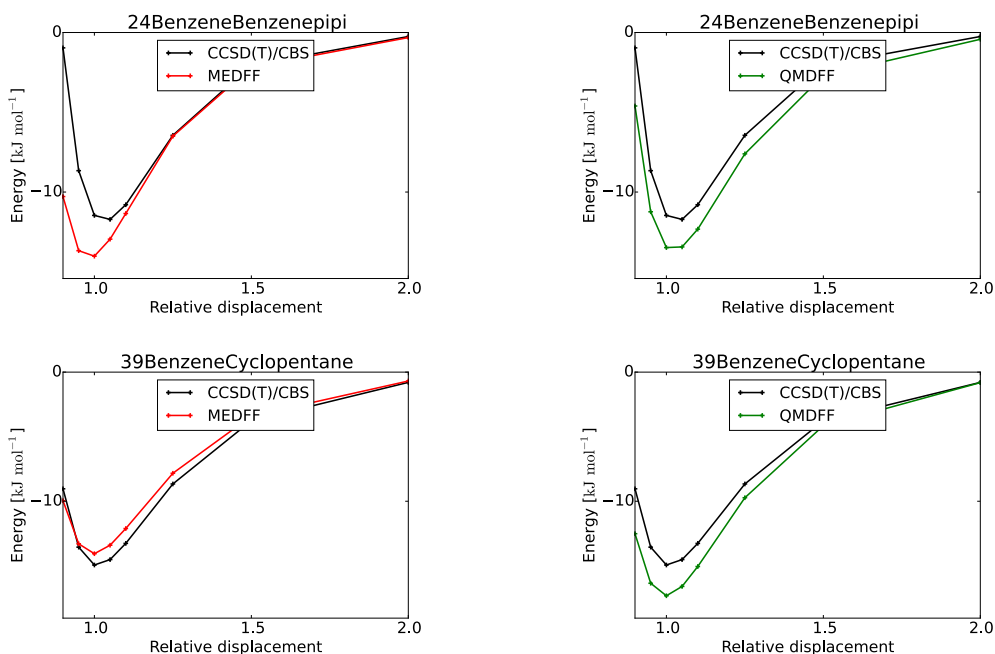 24BenzeneBenzenepipi
0
−10
Energy [kJ mol⁻¹]
CCSD(T)/CBS
MEDFF
1.0
1.5
2.0
Relative displacement
24BenzeneBenzenepipi
0
−10
Energy [kJ mol⁻¹]
CCSD(T)/CBS
QMDFF
1.0
1.5
2.0
Relative displacement
39BenzeneCyclopentane
0
−10
Energy [kJ mol⁻¹]
CCSD(T)/CBS
MEDFF
1.0
1.5
2.0
Relative displacement
39BenzeneCyclopentane
0
−10
Energy [kJ mol⁻¹]
CCSD(T)/CBS
QMDFF
1.0
1.5
2.0
Relative displacement